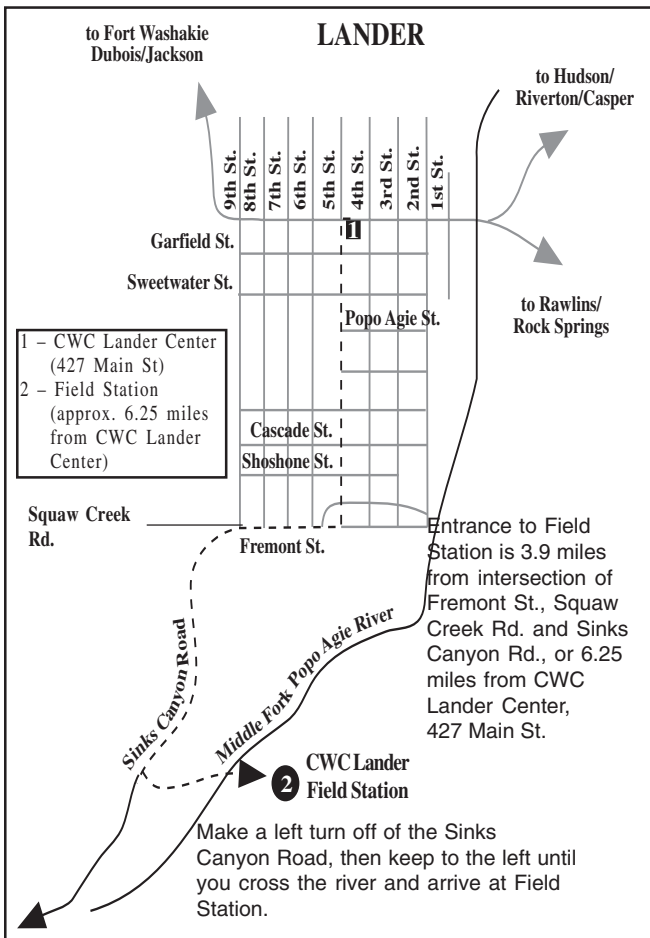 LANDER
to Fort Washakie
Dubois/Jackson
to Hudson/
Riverton/Casper
9th St.
8th St.
7th St.
6th St.
5th St.
4th St.
3rd St.
2nd St.
1st St.
1
Garfield St.
Sweetwater St.
to Rawlins/
Rock Springs
Popo Agie St.
1 – CWC Lander Center
(427 Main St)
2 – Field Station
(approx. 6.25 miles
from CWC Lander
Center)
Cascade St.
Shoshone St.
Squaw Creek
Rd.
Fremont St.
Entrance to Field
Station is 3.9 miles
from intersection of
Fremont St., Squaw
Creek Rd. and Sinks
Canyon Rd., or 6.25
miles from CWC
Lander Center,
427 Main St.
Sinks Canyon Road
Middle Fork Popo Agie River
2
CWC Lander
Field Station
Make a left turn off of the Sinks
Canyon Road, then keep to the left until
you cross the river and arrive at Field
Station.